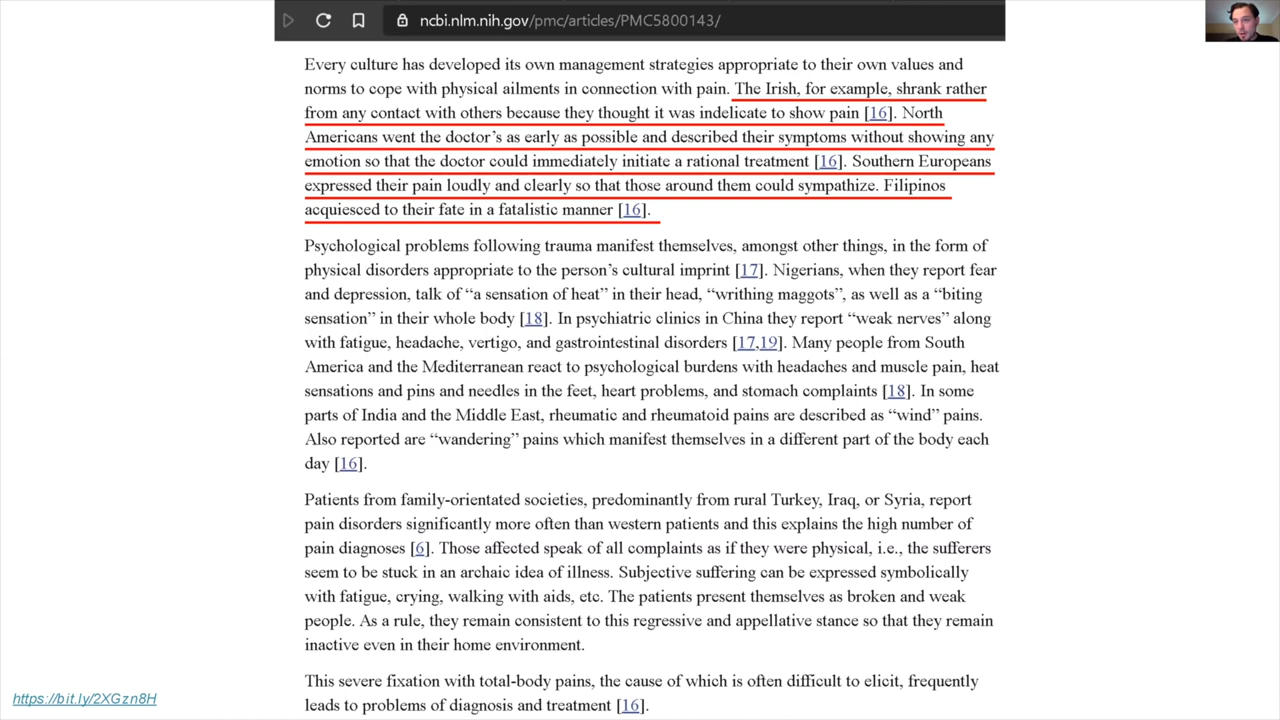 ncbi.nlm.nih.gov/pmc/articles/PMC5800143/
Every culture has developed its own management strategies appropriate to their own values and
norms to cope with physical ailments in connection with pain. The Irish, for example, shrank rather
from any contact with others because they thought it was indelicate to show pain [16]. North
Americans went the doctor’s as early as possible and described their symptoms without showing any
emotion so that the doctor could immediately initiate a rational treatment [16]. Southern Europeans
expressed their pain loudly and clearly so that those around them could sympathize. Filipinos
acquiesced to their fate in a fatalistic manner [16].
Psychological problems following trauma manifest themselves, amongst other things, in the form of
physical disorders appropriate to the person’s cultural imprint [17]. Nigerians, when they report fear
and depression, talk of “a sensation of heat” in their head, “writhing maggots”, as well as a “biting
sensation” in their whole body [18]. In psychiatric clinics in China they report “weak nerves” along
with fatigue, headache, vertigo, and gastrointestinal disorders [17,19]. Many people from South
America and the Mediterranean react to psychological burdens with headaches and muscle pain, heat
sensations and pins and needles in the feet, heart problems, and stomach complaints [18]. In some
parts of India and the Middle East, rheumatic and rheumatoid pains are described as “wind” pains.
Also reported are “wandering” pains which manifest themselves in a different part of the body each
day [16].
Patients from family-orientated societies, predominantly from rural Turkey, Iraq, or Syria, report
pain disorders significantly more often than western patients and this explains the high number of
pain diagnoses [6]. Those affected speak of all complaints as if they were physical, i.e., the sufferers
seem to be stuck in an archaic idea of illness. Subjective suffering can be expressed symbolically
with fatigue, crying, walking with aids, etc. The patients present themselves as broken and weak
people. As a rule, they remain consistent to this regressive and appellative stance so that they remain
inactive even in their home environment.
This severe fixation with total-body pains, the cause of which is often difficult to elicit, frequently
leads to problems of diagnosis and treatment [16].
https://bit.ly/2XGzn8H